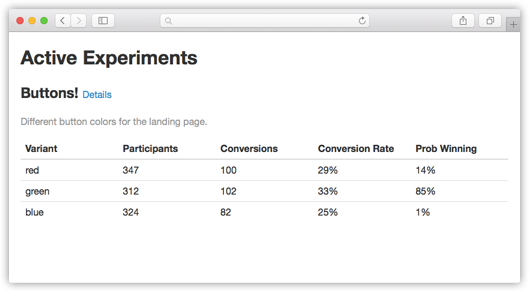 Active Experiments
Buttons! Details
Different button colors for the landing page.
Variant Participants Conversions Conversion Rate Prob Winning
red 347 100 29% 14%
green 312 102 33% 85%
blue 324 82 25% 1%